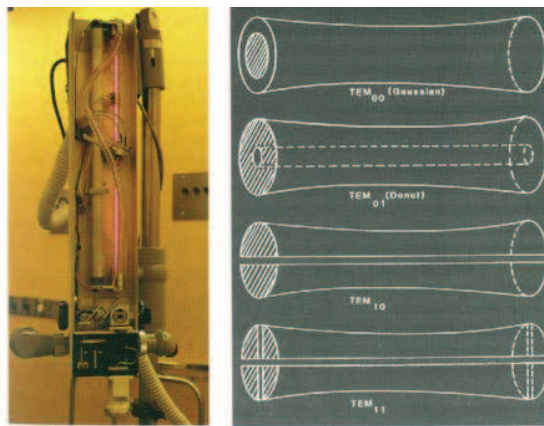 TEM₀₀ (Gaussian)
TEM₀₁ (Donut)
TEM₁₀
TEM₁₁